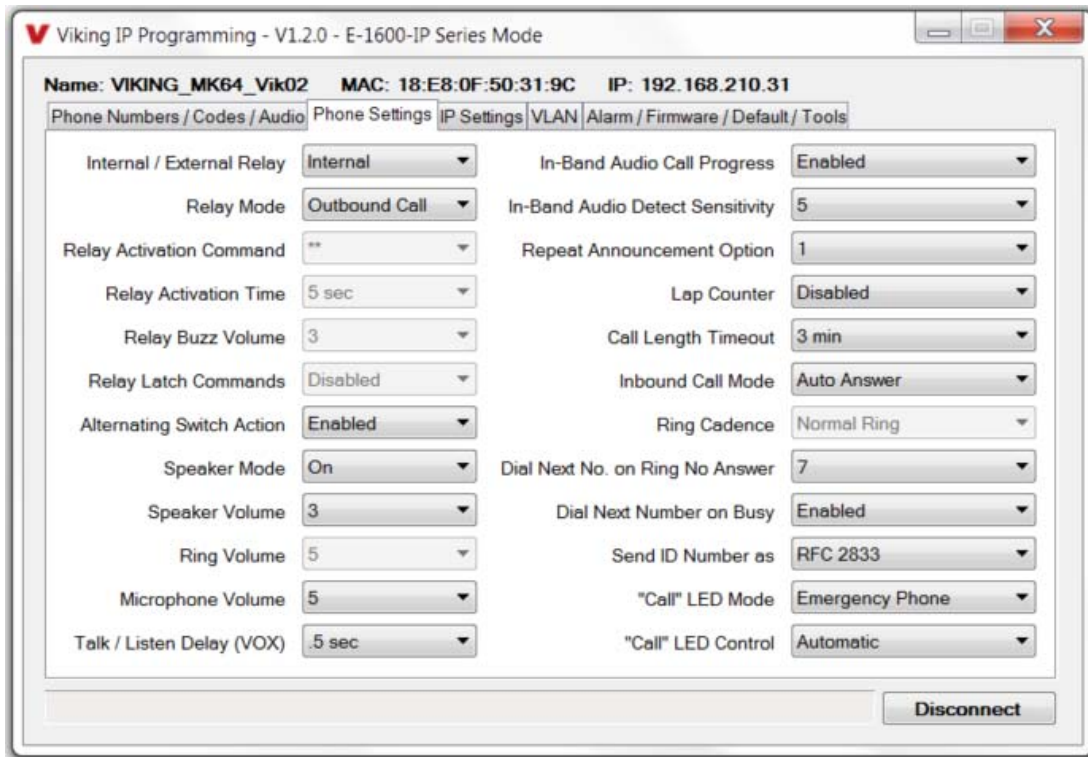 Viking IP Programming - V1.2.0 - E-1600-IP Series Mode
Name: VIKING_MK64_Vik02 MAC: 18:E8:0F:50:31:9C IP: 192.168.210.31
Phone Numbers / Codes / Audio Phone Settings IP Settings VLAN Alarm / Firmware / Default / Tools
Internal / External Relay Internal
Relay Mode Outbound Call
Relay Activation Command **
Relay Activation Time 5 sec
Relay Buzz Volume 3
Relay Latch Commands Disabled
Alternating Switch Action Enabled
Speaker Mode On
Speaker Volume 3
Ring Volume 5
Microphone Volume 5
Talk / Listen Delay (VOX) .5 sec
In-Band Audio Call Progress Enabled
In-Band Audio Detect Sensitivity 5
Repeat Announcement Option 1
Lap Counter Disabled
Call Length Timeout 3 min
Inbound Call Mode Auto Answer
Ring Cadence Normal Ring
Dial Next No. on Ring No Answer 7
Dial Next Number on Busy Enabled
Send ID Number as RFC 2833
"Call" LED Mode Emergency Phone
"Call" LED Control Automatic
Disconnect